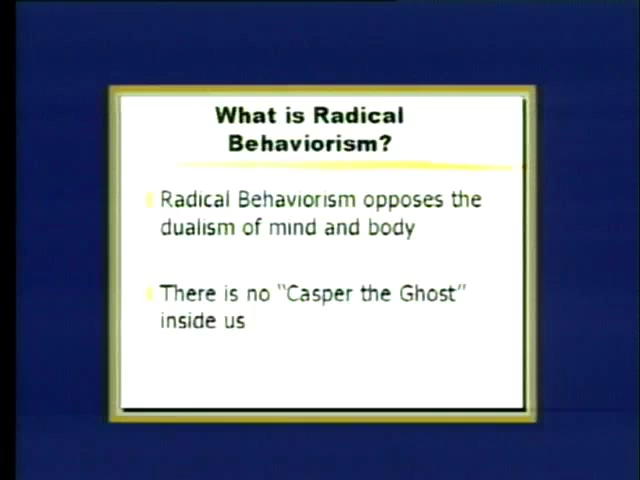 What is Radical
Behaviorism?
Radical Behaviorism opposes the
dualism of mind and body
There is no "Casper the Ghost"
inside us